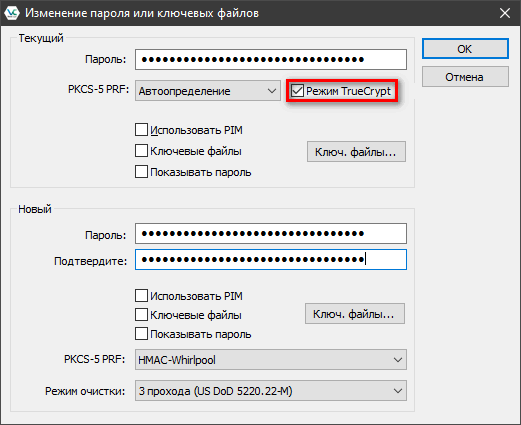 Изменение пароля или ключевых файлов
Текущий
Пароль: ●●●●●●●●●●●●●●●●●●●●●●●●●●●●●●●●
OK
PKCS-5 PRF: Автоопределение Режим TrueCrypt
Отмена
Использовать PIM
Ключевые файлы Ключ. файлы...
Показывать пароль
Новый
Пароль: ●●●●●●●●●●●●●●●●●●●●●●●●●●●●●●●●
Подтвердите: ●●●●●●●●●●●●●●●●●●●●●●●●●●●●●●●●
Использовать PIM
Ключевые файлы Ключ. файлы...
Показывать пароль
PKCS-5 PRF: HMAC-Whirlpool
Режим очистки: 3 прохода (US DoD 5220.22-M)